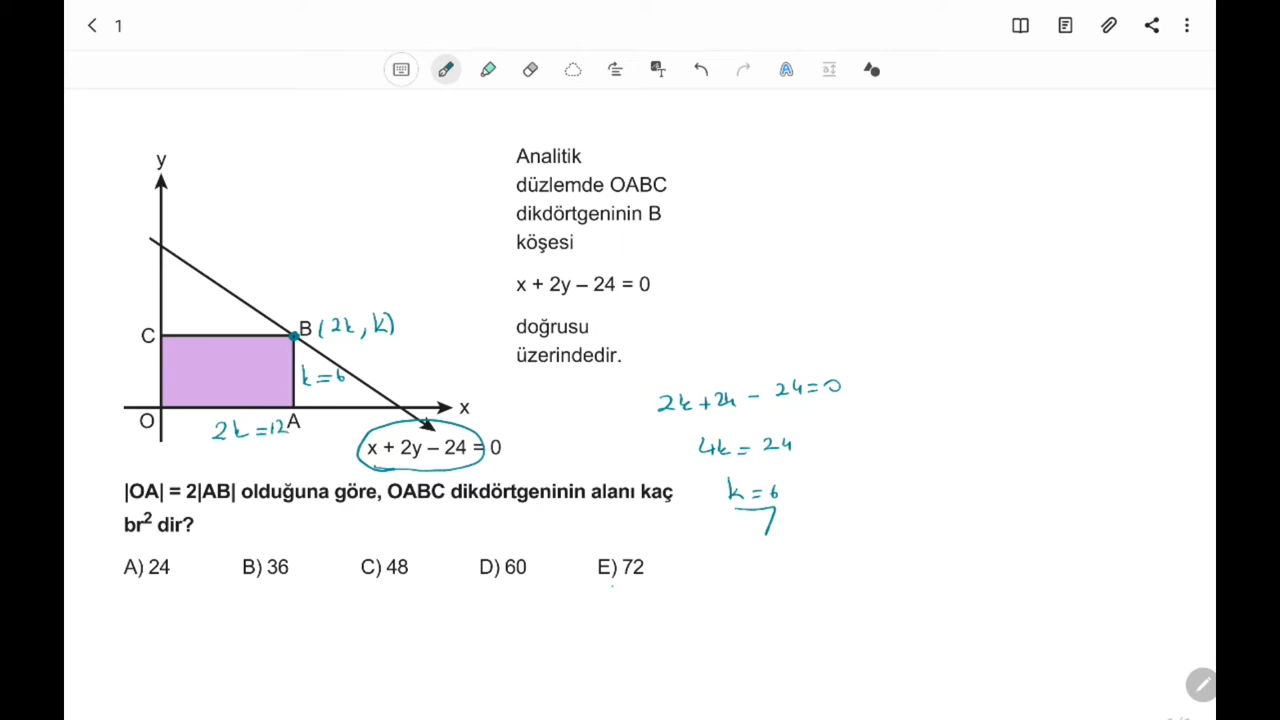 1
y
Analitik
düzlemde OABC
dikdörtgeninin B
köşesi
x + 2y – 24 = 0
doğrusu
üzerindedir.
C
B (2k, k)
k = 6
O
2k = 12
A
x
x + 2y – 24 = 0
2k + 2k - 24 = 0
4k = 24
k = 6
|OA| = 2|AB| olduğuna göre, OABC dikdörtgeninin alanı kaç
br² dir?
A) 24 B) 36 C) 48 D) 60 E) 72